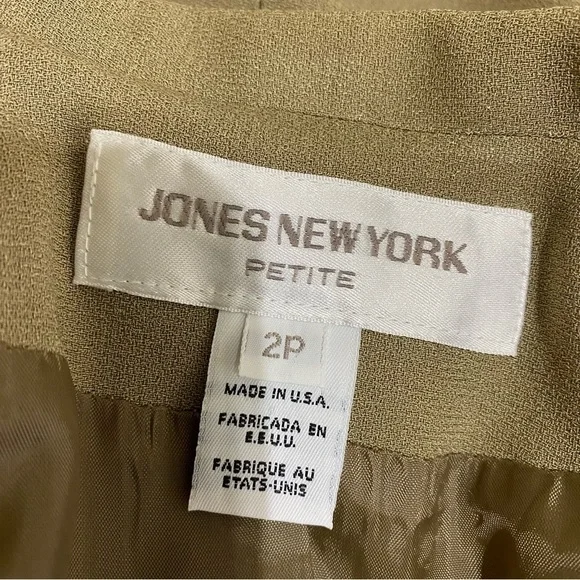 JONES NEW YORK
PETITE
2P
MADE IN U.S.A.
FABRICADA EN
E.E.U.U.
FABRIQUE AU
ETATS-UNIS